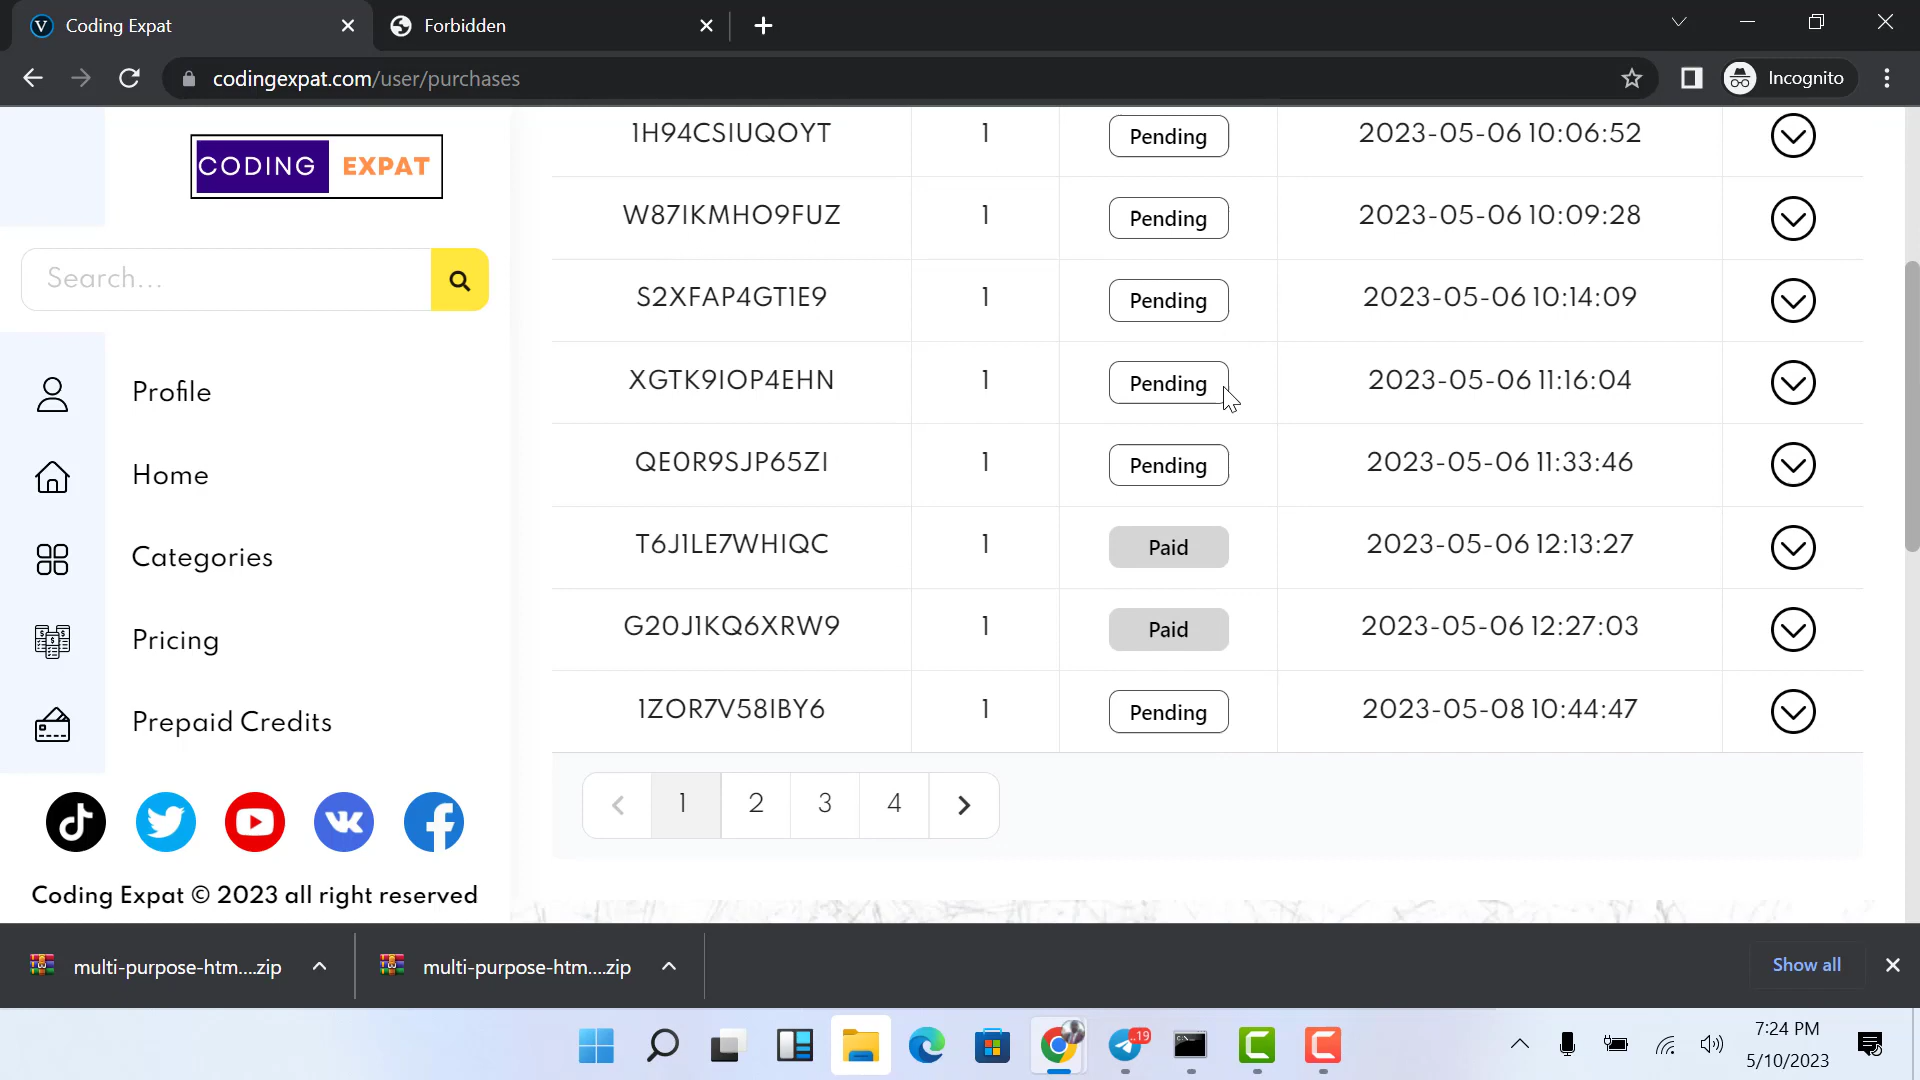 Coding Expat
Forbidden
codingexpat.com/user/purchases
Incognito
CODING EXPAT
Search...
Profile
Home
Categories
Pricing
Prepaid Credits
Coding Expat © 2023 all right reserved
1H94CSIUQOYT 1 Pending 2023-05-06 10:06:52
W87IKMHO9FUZ 1 Pending 2023-05-06 10:09:28
S2XFAP4GT1E9 1 Pending 2023-05-06 10:14:09
XGTK9IOP4EHN 1 Pending 2023-05-06 11:16:04
QE0R9SJP65ZI 1 Pending 2023-05-06 11:33:46
T6J1LE7WHIQC 1 Paid 2023-05-06 12:13:27
G20J1KQ6XRW9 1 Paid 2023-05-06 12:27:03
1ZOR7V58IBY6 1 Pending 2023-05-08 10:44:47
1 2 3 4
multi-purpose-htm....zip
multi-purpose-htm....zip
Show all
..19
7:24 PM
5/10/2023